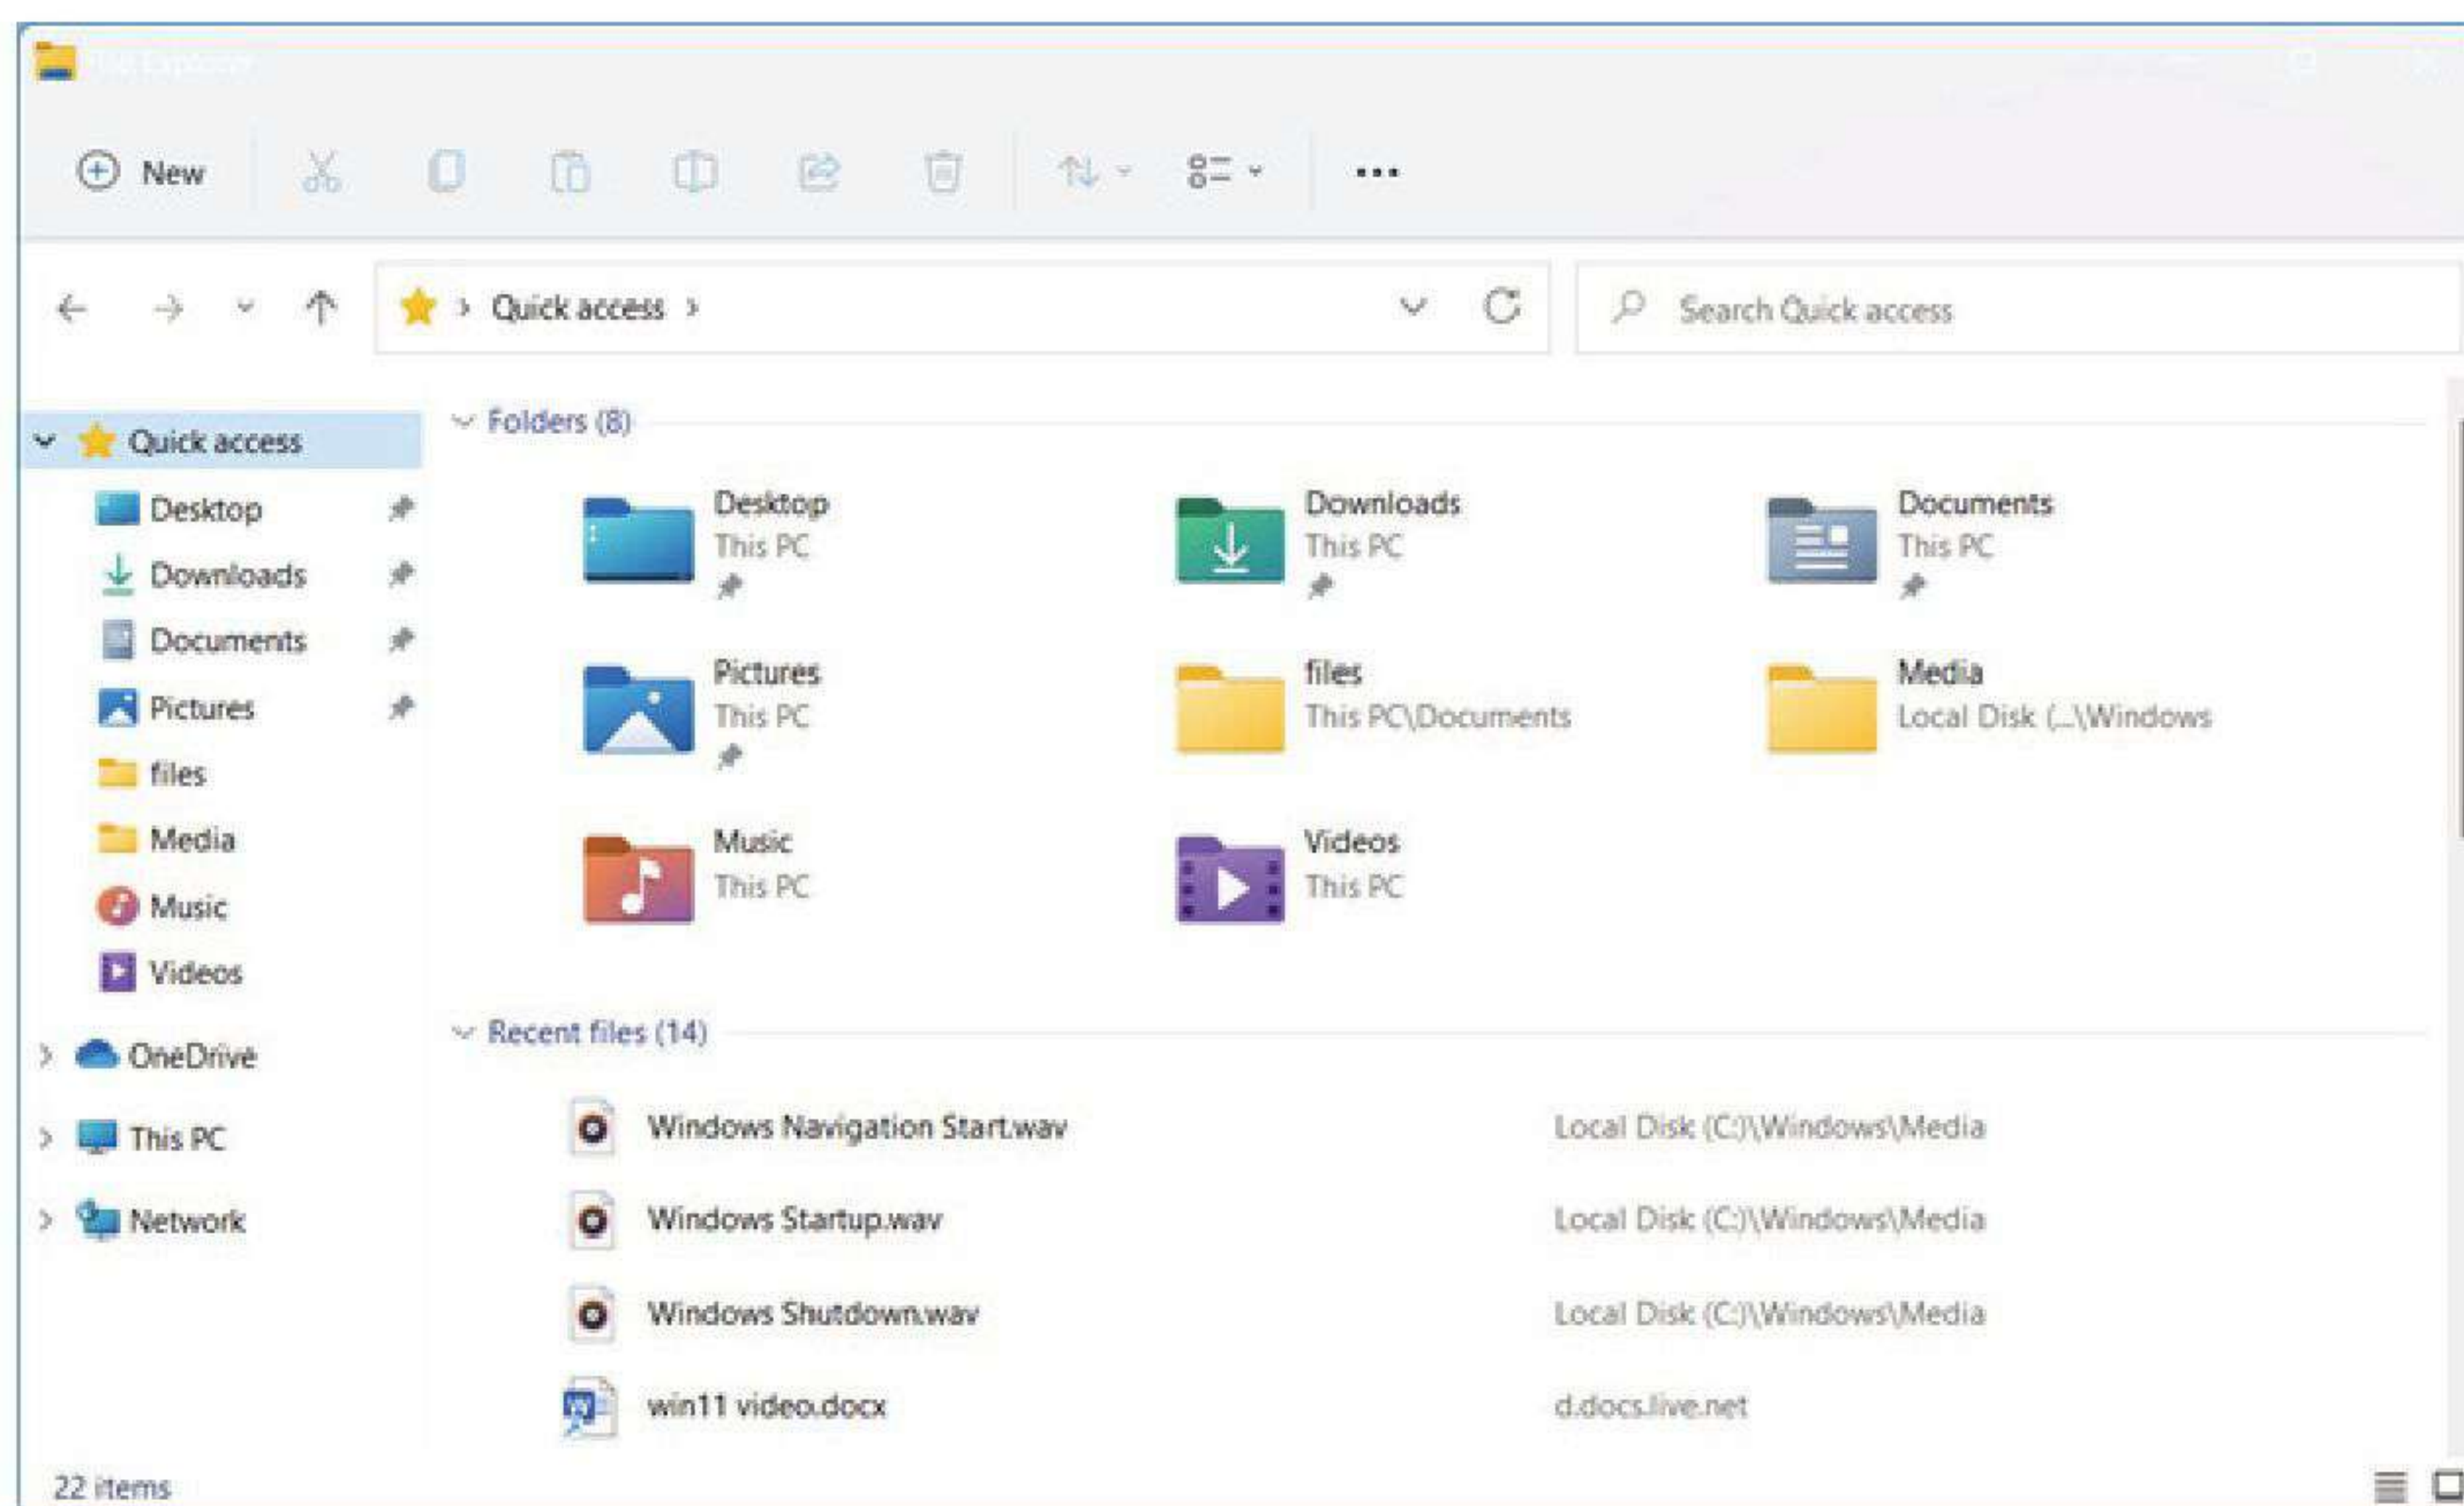 File Explorer
New
Quick access
Search Quick access
Quick access
Desktop
Downloads
Documents
Pictures
files
Media
Music
Videos
OneDrive
This PC
Network
Folders (8)
Desktop
This PC
Downloads
This PC
Documents
This PC
Pictures
This PC
files
This PC\Documents
Media
Local Disk (...\Windows
Music
This PC
Videos
This PC
Recent files (14)
Windows Navigation Start.wav Local Disk (C:)\Windows\Media
Windows Startup.wav Local Disk (C:)\Windows\Media
Windows Shutdown.wav Local Disk (C:)\Windows\Media
win11 video.docx d.docs.live.net
22 items